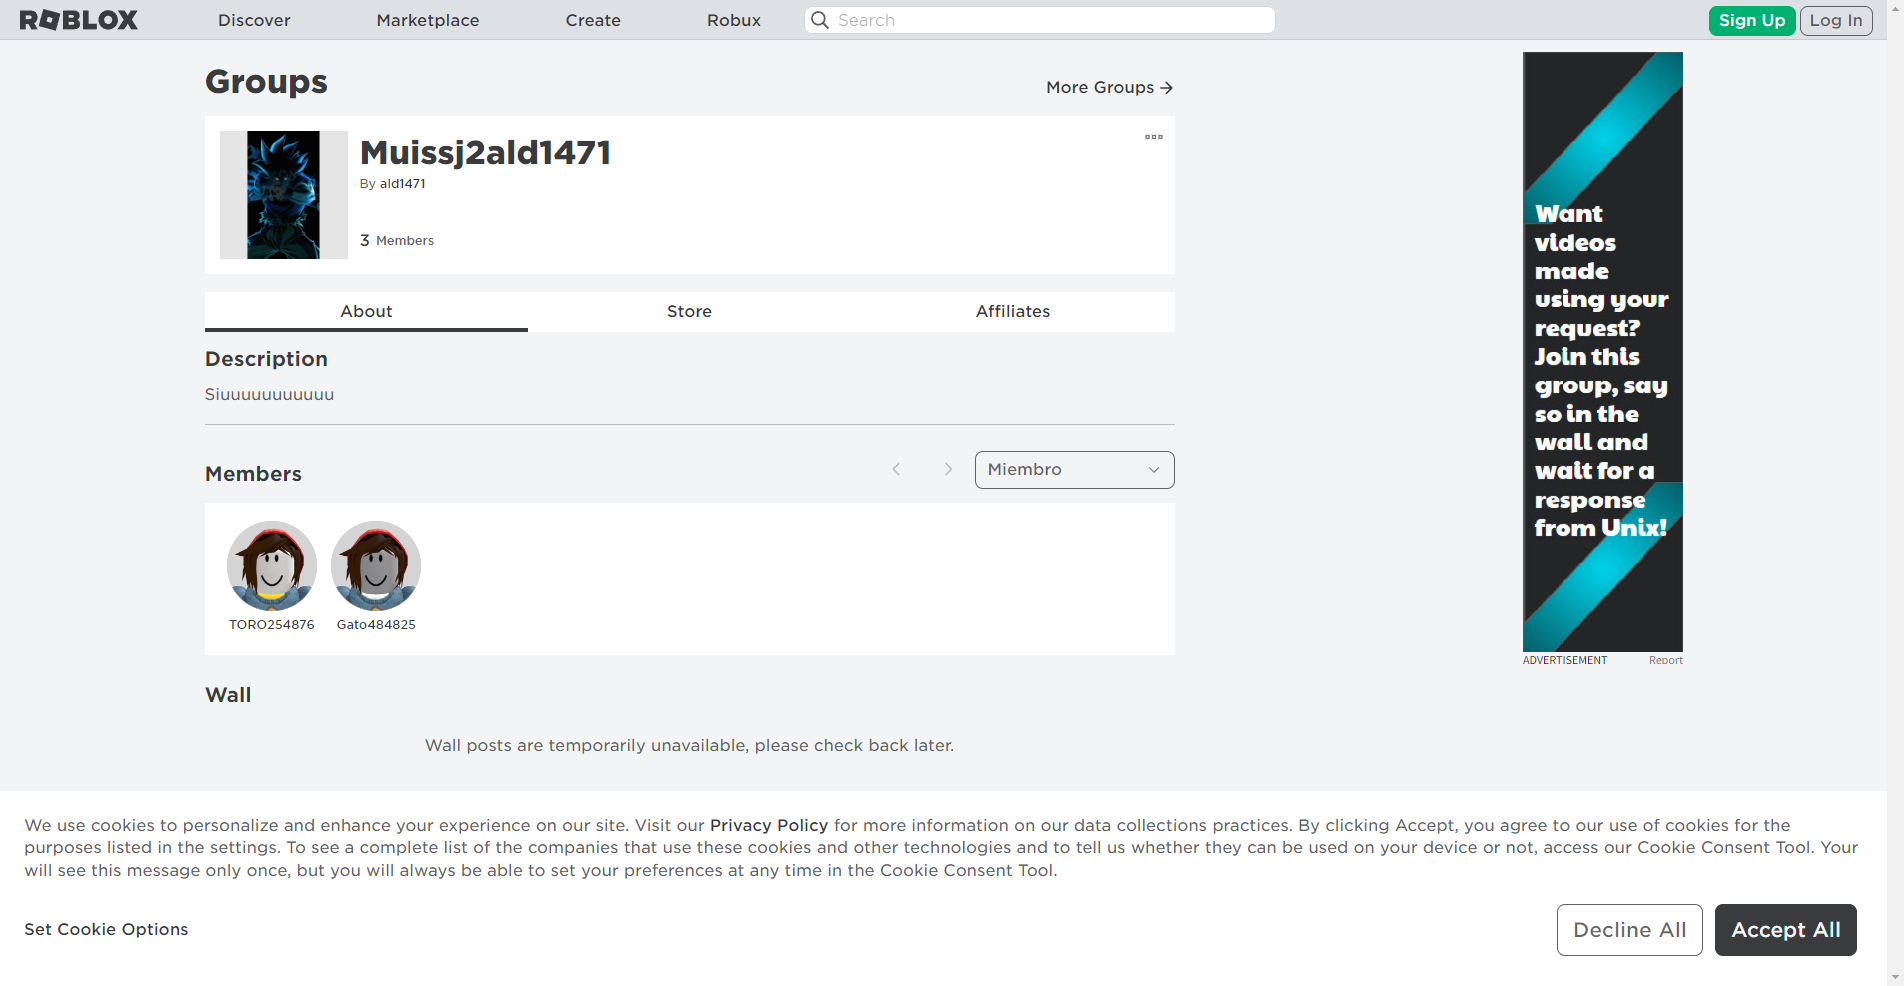 ROBLOX
Discover
Marketplace
Create
Robux
Search
Sign Up
Log In
Groups
More Groups
Muissj2ald1471
By ald1471
3 Members
About
Store
Affiliates
Description
Siuuuuuuuuuuu
Members
Miembro
TORO254876
Gato484825
Wall
Wall posts are temporarily unavailable, please check back later.
Want
videos
made
using your
request?
Join this
group, say
so in the
wall and
wait for a
response
from Unix!
ADVERTISEMENT
Report
We use cookies to personalize and enhance your experience on our site. Visit our Privacy Policy for more information on our data collections practices. By clicking Accept, you agree to our use of cookies for the
purposes listed in the settings. To see a complete list of the companies that use these cookies and other technologies and to tell us whether they can be used on your device or not, access our Cookie Consent Tool. Your
will see this message only once, but you will always be able to set your preferences at any time in the Cookie Consent Tool.
Set Cookie Options
Decline All
Accept All